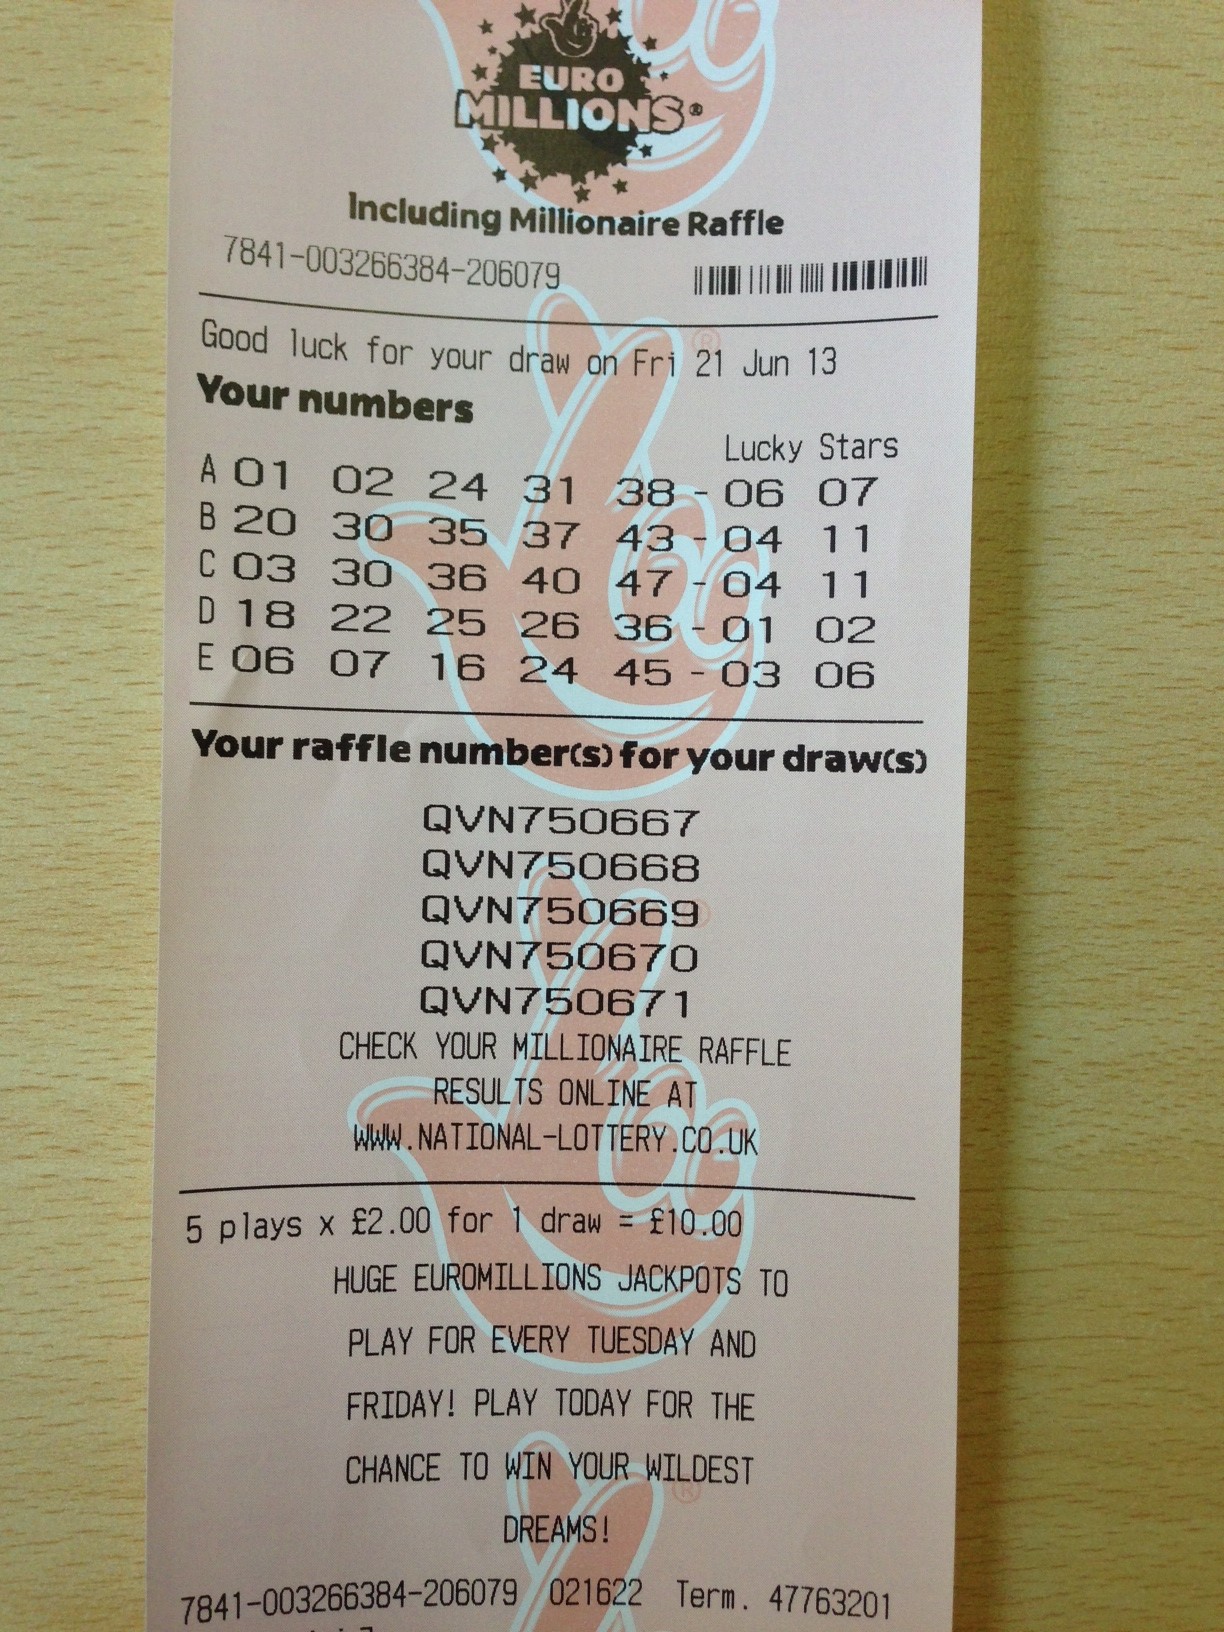 EURO
MILLIONS®
Including Millionaire Raffle
7841-003266384-206079
Good luck for your draw on Fri 21 Jun 13
Your numbers
Lucky Stars
A 01 02 24 31 38 - 06 07
B 20 30 35 37 43 - 04 11
C 03 30 36 40 47 - 04 11
D 18 22 25 26 36 - 01 02
E 06 07 16 24 45 - 03 06
Your raffle number(s) for your draw(s)
QVN750667
QVN750668
QVN750669
QVN750670
QVN750671
CHECK YOUR MILLIONAIRE RAFFLE
RESULTS ONLINE AT
WWW.NATIONAL-LOTTERY.CO.UK
5 plays x £2.00 for 1 draw = £10.00
HUGE EUROMILLIONS JACKPOTS TO
PLAY FOR EVERY TUESDAY AND
FRIDAY! PLAY TODAY FOR THE
CHANCE TO WIN YOUR WILDEST
DREAMS!
7841-003266384-206079 021622 Term. 47763201